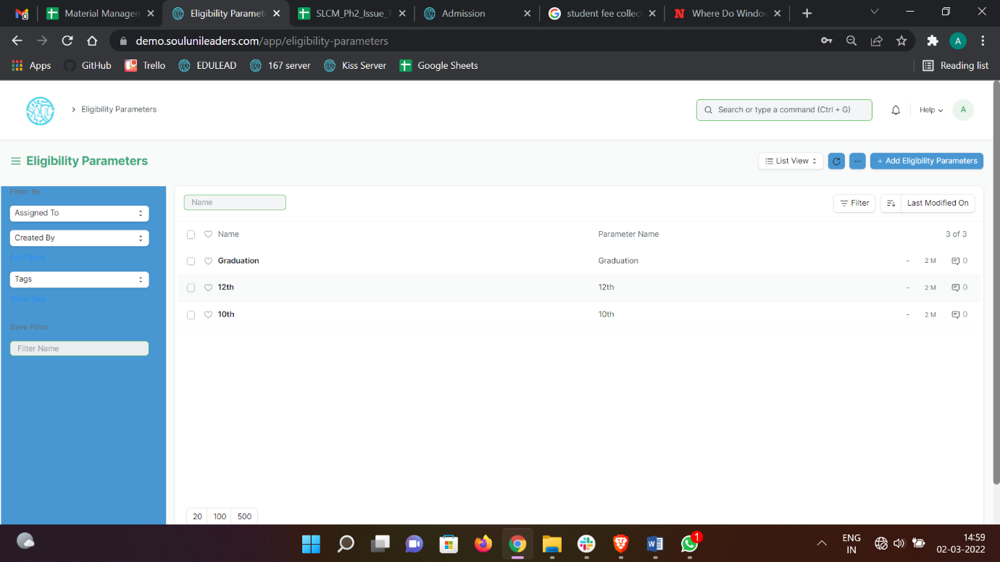 0
Material Managem
Eligibility Paramete
SLCM_Ph2_Issue_T
Admission
student fee collec
Where Do Window
demo.soulunileaders.com/app/eligibility-parameters
A
Apps
GitHub
Trello
EDULEAD
167 server
Kiss Server
Google Sheets
Reading list
SOUL
Eligibility Parameters
Search or type a command (Ctrl + G)
Help
A
Eligibility Parameters
List View
+ Add Eligibility Parameters
Filter By
Assigned To
Created By
Edit Filters
Tags
Show Tags
Save Filter
Filter Name
Name
Filter
Last Modified On
Name Parameter Name 3 of 3
Graduation Graduation - 2 M 0
12th 12th - 2 M 0
10th 10th - 2 M 0
20 100 500
1
ENG
IN
14:59
02-03-2022